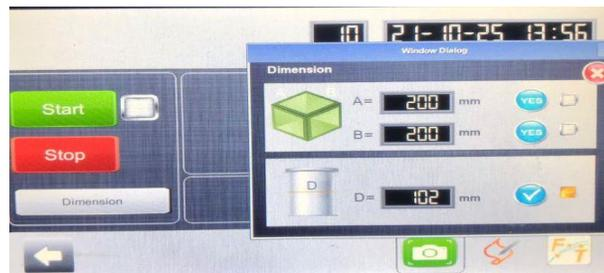 10 21-10-25 13:56
Window Dialog
Dimension
A B
A= 200 mm YES
B= 200 mm YES
Start
Stop
D
D= 102 mm
Dimension
F T